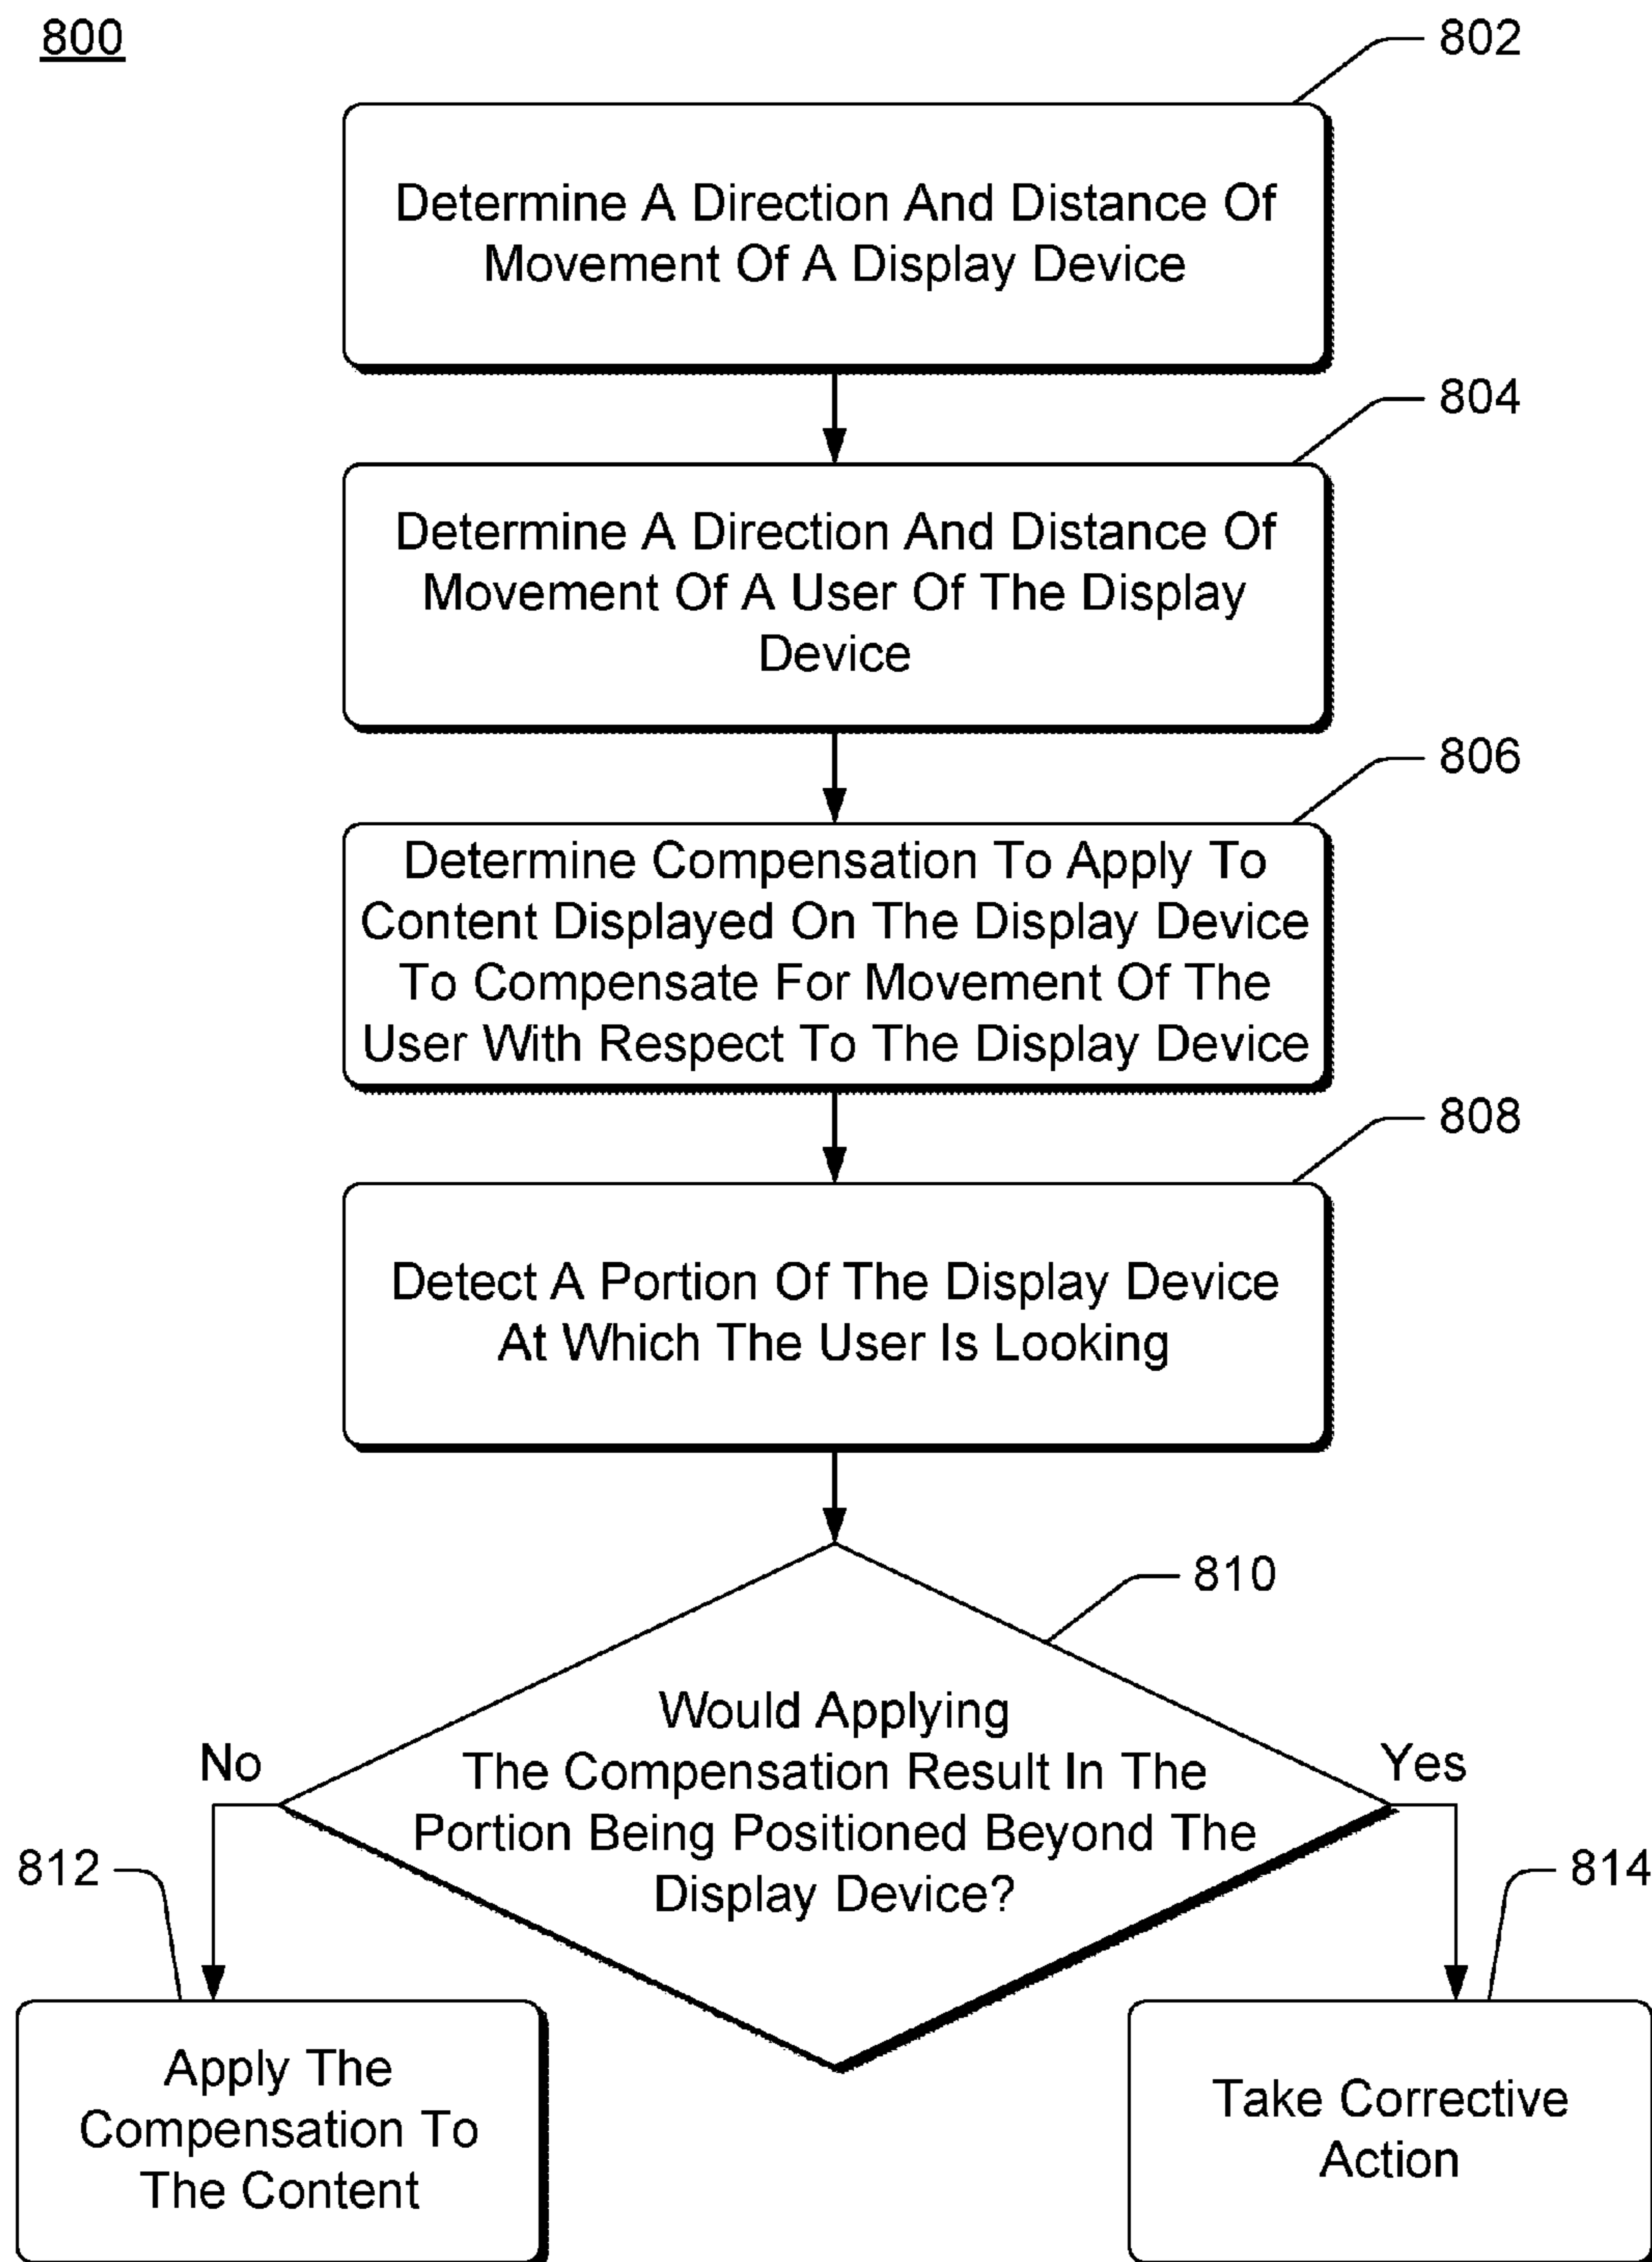 800
802
Determine A Direction And Distance Of
Movement Of A Display Device
804
Determine A Direction And Distance Of
Movement Of A User Of The Display
Device
806
Determine Compensation To Apply To
Content Displayed On The Display Device
To Compensate For Movement Of The
User With Respect To The Display Device
808
Detect A Portion Of The Display Device
At Which The User Is Looking
810
Would Applying
The Compensation Result In The
Portion Being Positioned Beyond The
Display Device?
No
Yes
812
814
Apply The
Compensation To
The Content
Take Corrective
Action